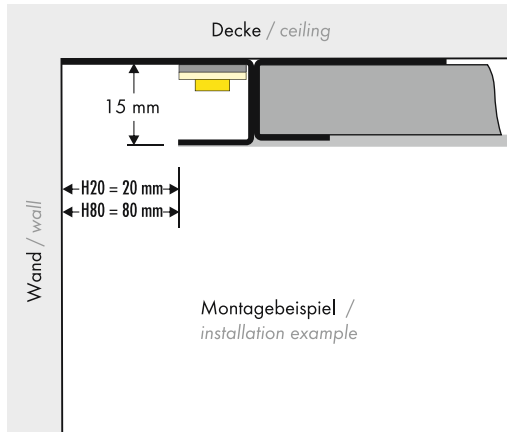 Decke / ceiling
15 mm
H20 = 20 mm
H80 = 80 mm
Wand / wall
Montagebeispiel /
installation example